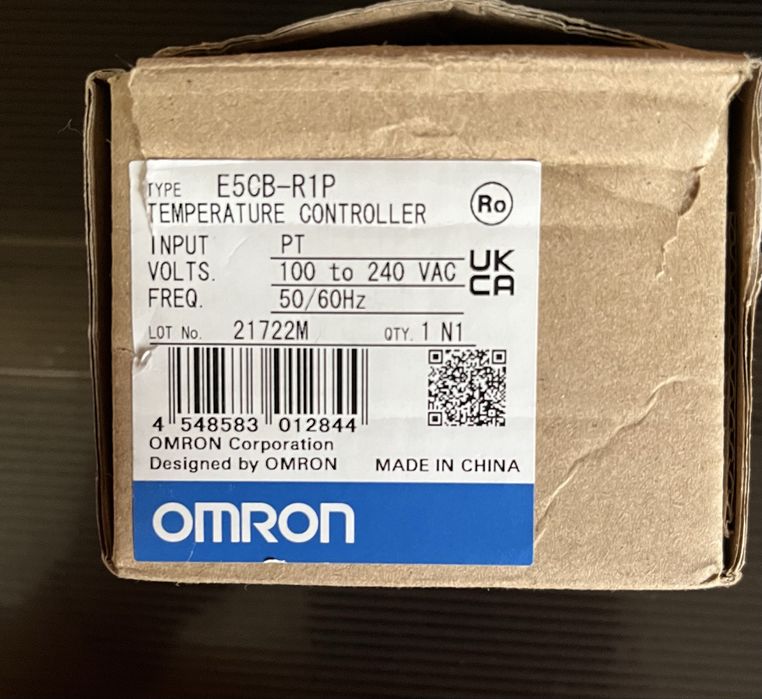 TYPE E5CB-R1P
TEMPERATURE CONTROLLER
Ro
INPUT PT
VOLTS. 100 to 240 VAC
FREQ. 50/60Hz
UK
CA
LOT No. 21722M QTY. 1 N1
4 548583 012844
OMRON Corporation
Designed by OMRON MADE IN CHINA
OMRON